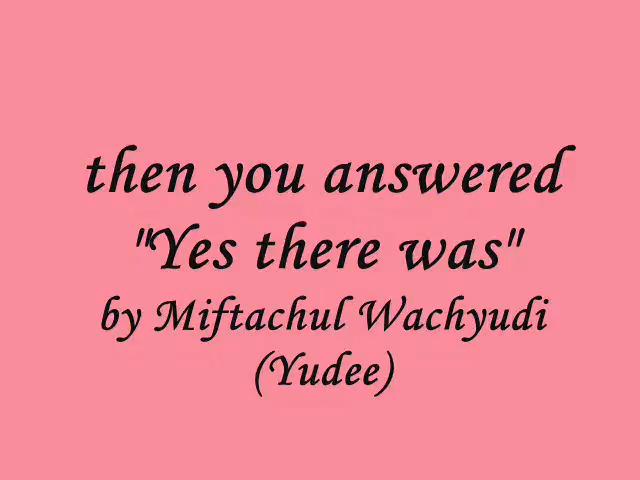 then you answered
"Yes there was"
by Miftachul Wachyudi
(Yudee)